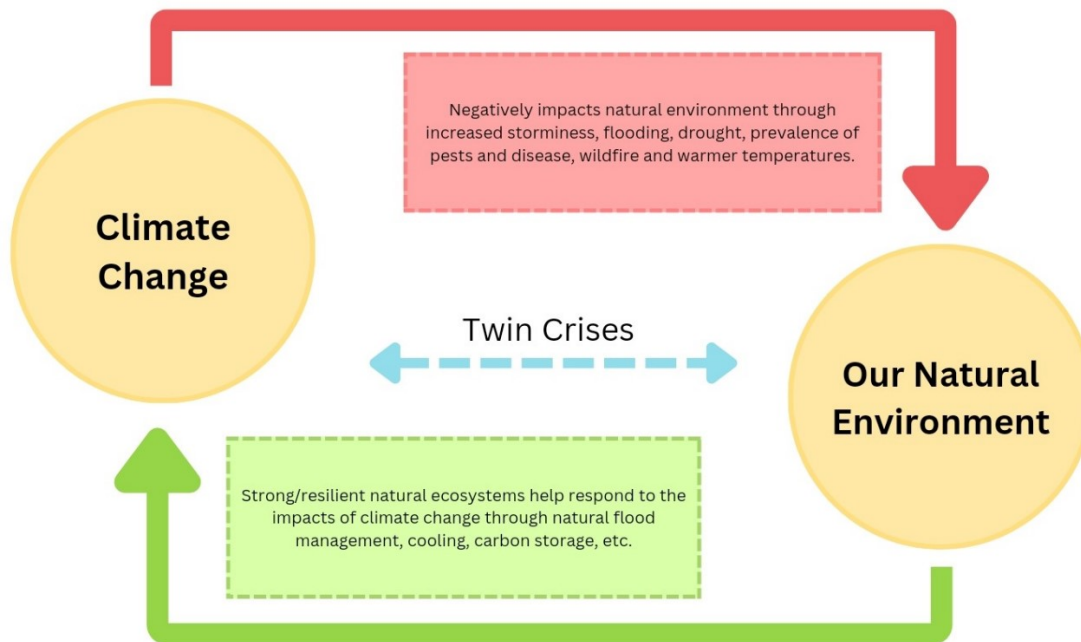 Negatively impacts natural environment through
increased storminess, flooding, drought, prevalence of
pests and disease, wildfire and warmer temperatures.
Climate
Change
Twin Crises
Our Natural
Environment
Strong/resilient natural ecosystems help respond to the
impacts of climate change through natural flood
management, cooling, carbon storage, etc.